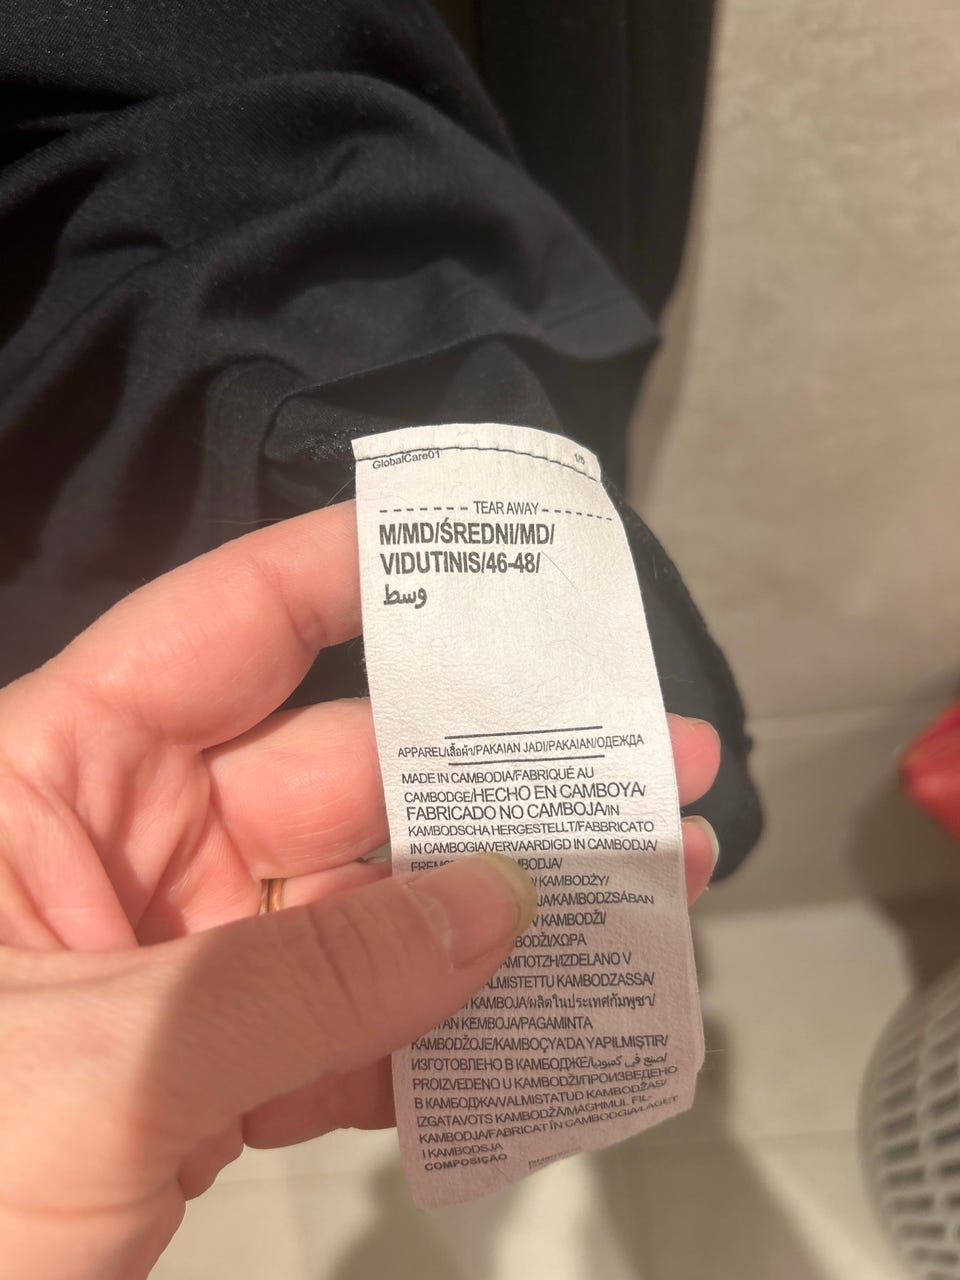 GlobalCare01 1/8
TEAR AWAY
M/MD/ŚREDNI/MD/
VIDUTINIS/46-48/
وسط
APPAREL/เสื้อผ้า/PAKAIAN JADI/PAKAIAN/ОДЕЖДА
MADE IN CAMBODIA/FABRIQUÉ AU
CAMBODGE/HECHO EN CAMBOYA/
FABRICADO NO CAMBOJA/IN
KAMBODSCHA HERGESTELLT/FABBRICATO
IN CAMBOGIA/VERVAARDIGD IN CAMBODJA/
/KAMBODŻY/
/KAMBODZSÁBAN
V KAMBODŽI/
/ΧΩΡΑ
/IZDELANO V
KAMBODZASSA/
KAMBOJA/ผลิตในประเทศกัมพูชา/
KEMBOJA/PAGAMINTA
KAMBODŽOJE/KAMBOÇYA'DA YAPILMIŞTIR/
ИЗГОТОВЛЕНО В КАМБОДЖЕ/صنع في كمبوديا/
PROIZVEDENO U KAMBODŽI/ПРОИЗВЕДЕНО
В КАМБОДЖА/VALMISTATUD KAMBODŽAS/
IZGATAVOTS KAMBODŽĀ/MAGHMUL FIL-
KAMBODJA/FABRICAT ÎN CAMBODGIA/LAGET
I KAMBODSJA
COMPOSIÇÃO